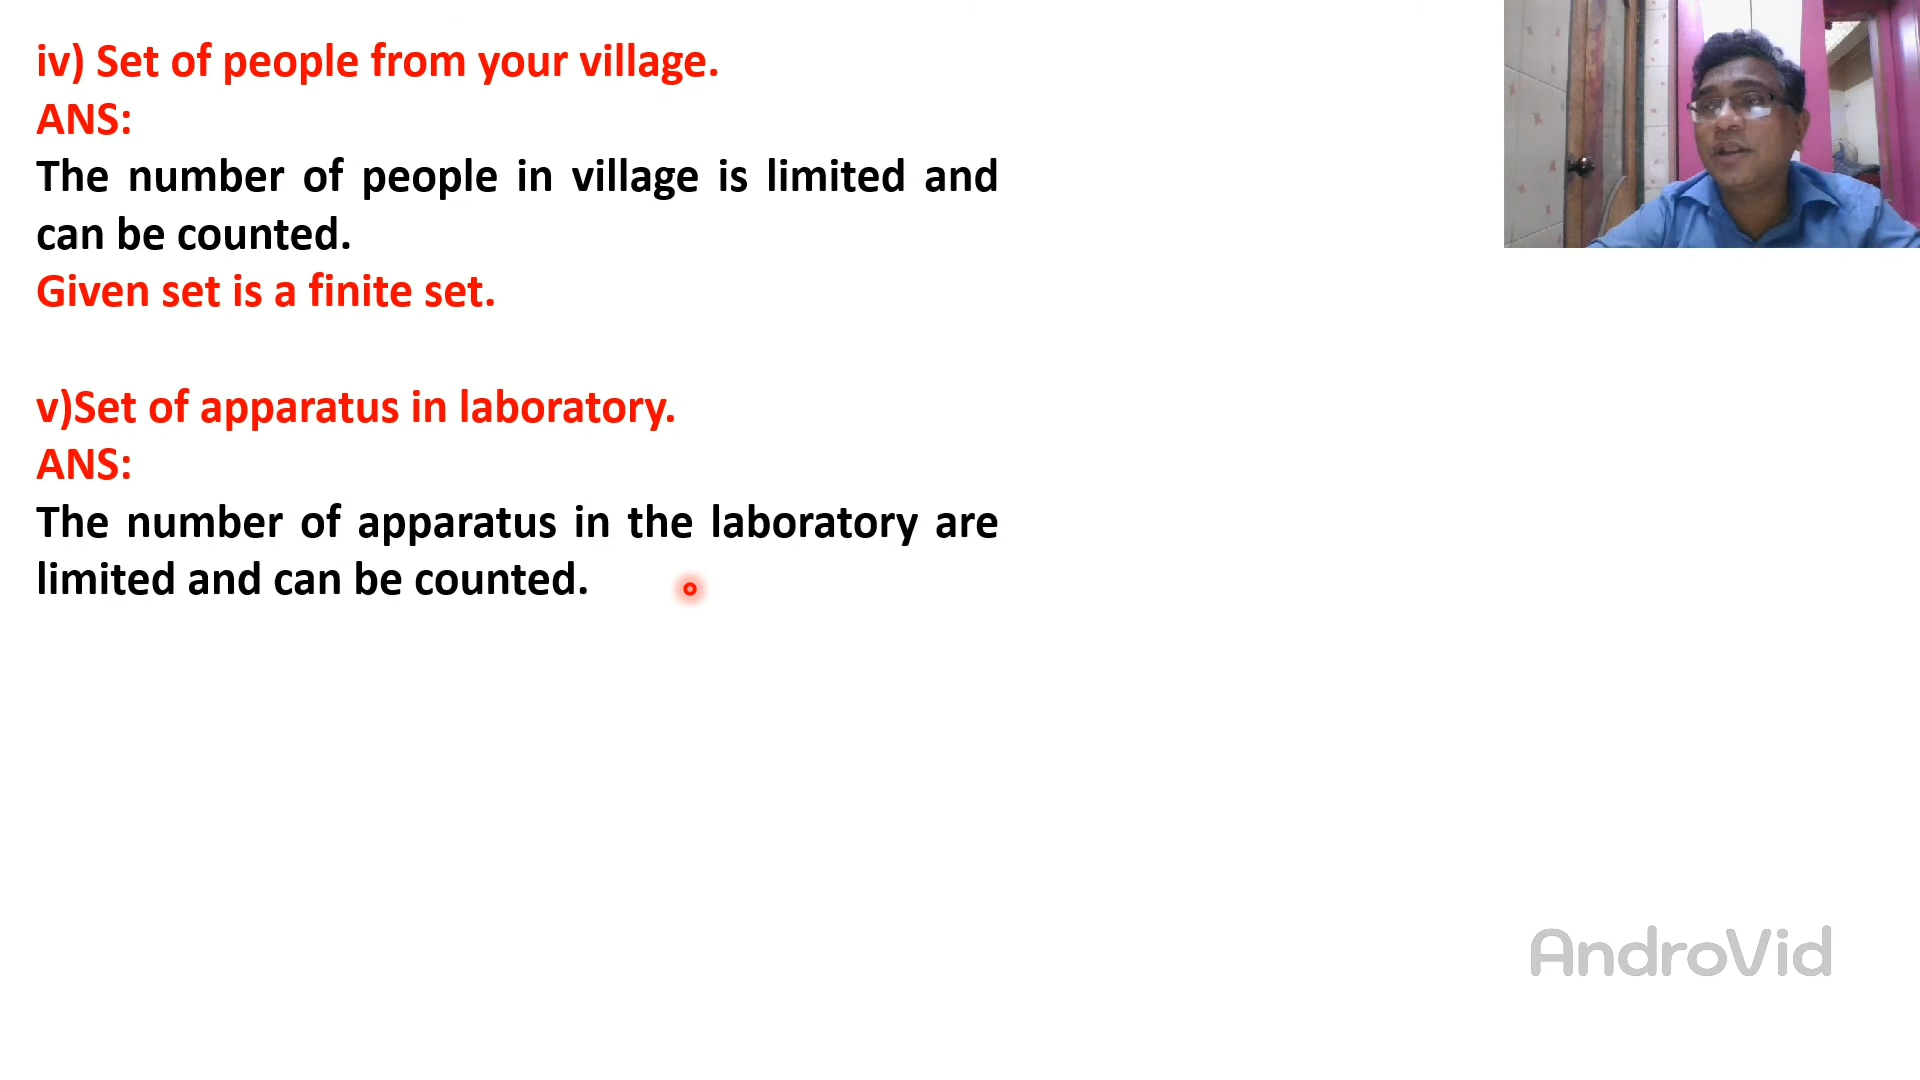 iv) Set of people from your village.
ANS:
The number of people in village is limited and
can be counted.
Given set is a finite set.
v)Set of apparatus in laboratory.
ANS:
The number of apparatus in the laboratory are
limited and can be counted.
AndroVid